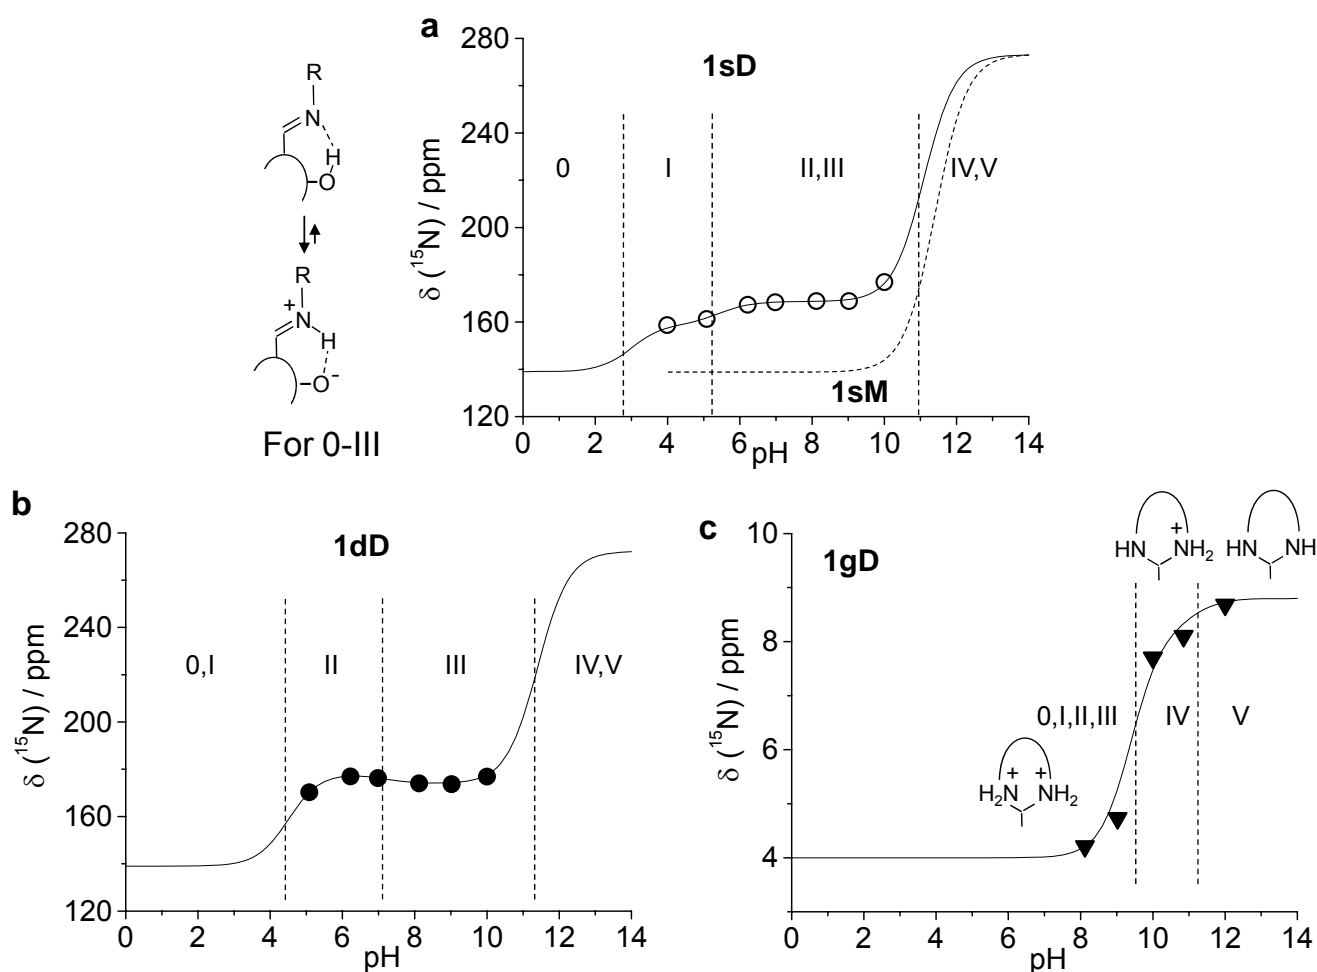 a
1sD
280
240
200
160
120
δ (¹⁵N) / ppm
0
I
II,III
IV,V
1sM
0 2 4 6 8 10 12 14
pH
R
N
H
O
R
+
N
H
O-
For 0-III
b
1dD
280
240
200
160
120
δ (¹⁵N) / ppm
0,I
II
III
IV,V
0 2 4 6 8 10 12 14
pH
c
1gD
10
8
6
4
δ (¹⁵N) / ppm
+
HN NH2
HN NH
0,I,II,III
IV
V
+ +
H2N NH2
0 2 4 6 8 10 12 14
pH